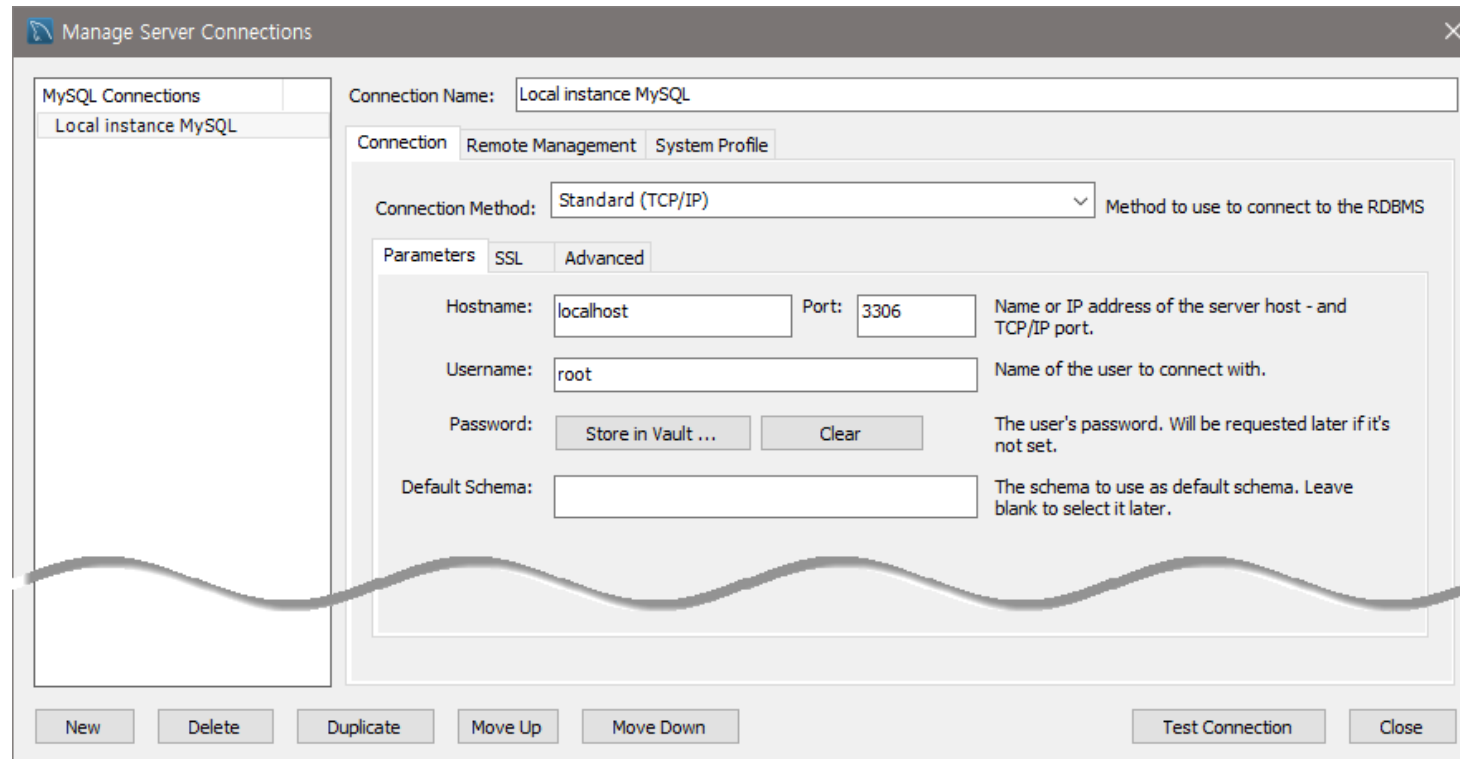 Manage Server Connections
MySQL Connections
Local instance MySQL
Connection Name: Local instance MySQL
Connection Remote Management System Profile
Connection Method: Standard (TCP/IP) Method to use to connect to the RDBMS
Parameters SSL Advanced
Hostname: localhost Port: 3306 Name or IP address of the server host - and
TCP/IP port.
Username: root Name of the user to connect with.
Password: Store in Vault ... Clear The user's password. Will be requested later if it's
not set.
Default Schema: The schema to use as default schema. Leave
blank to select it later.
New Delete Duplicate Move Up Move Down Test Connection Close